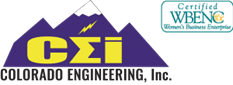 Certified
WBENC
Women's Business Enterprise
CΣi
COLORADO ENGINEERING, Inc.